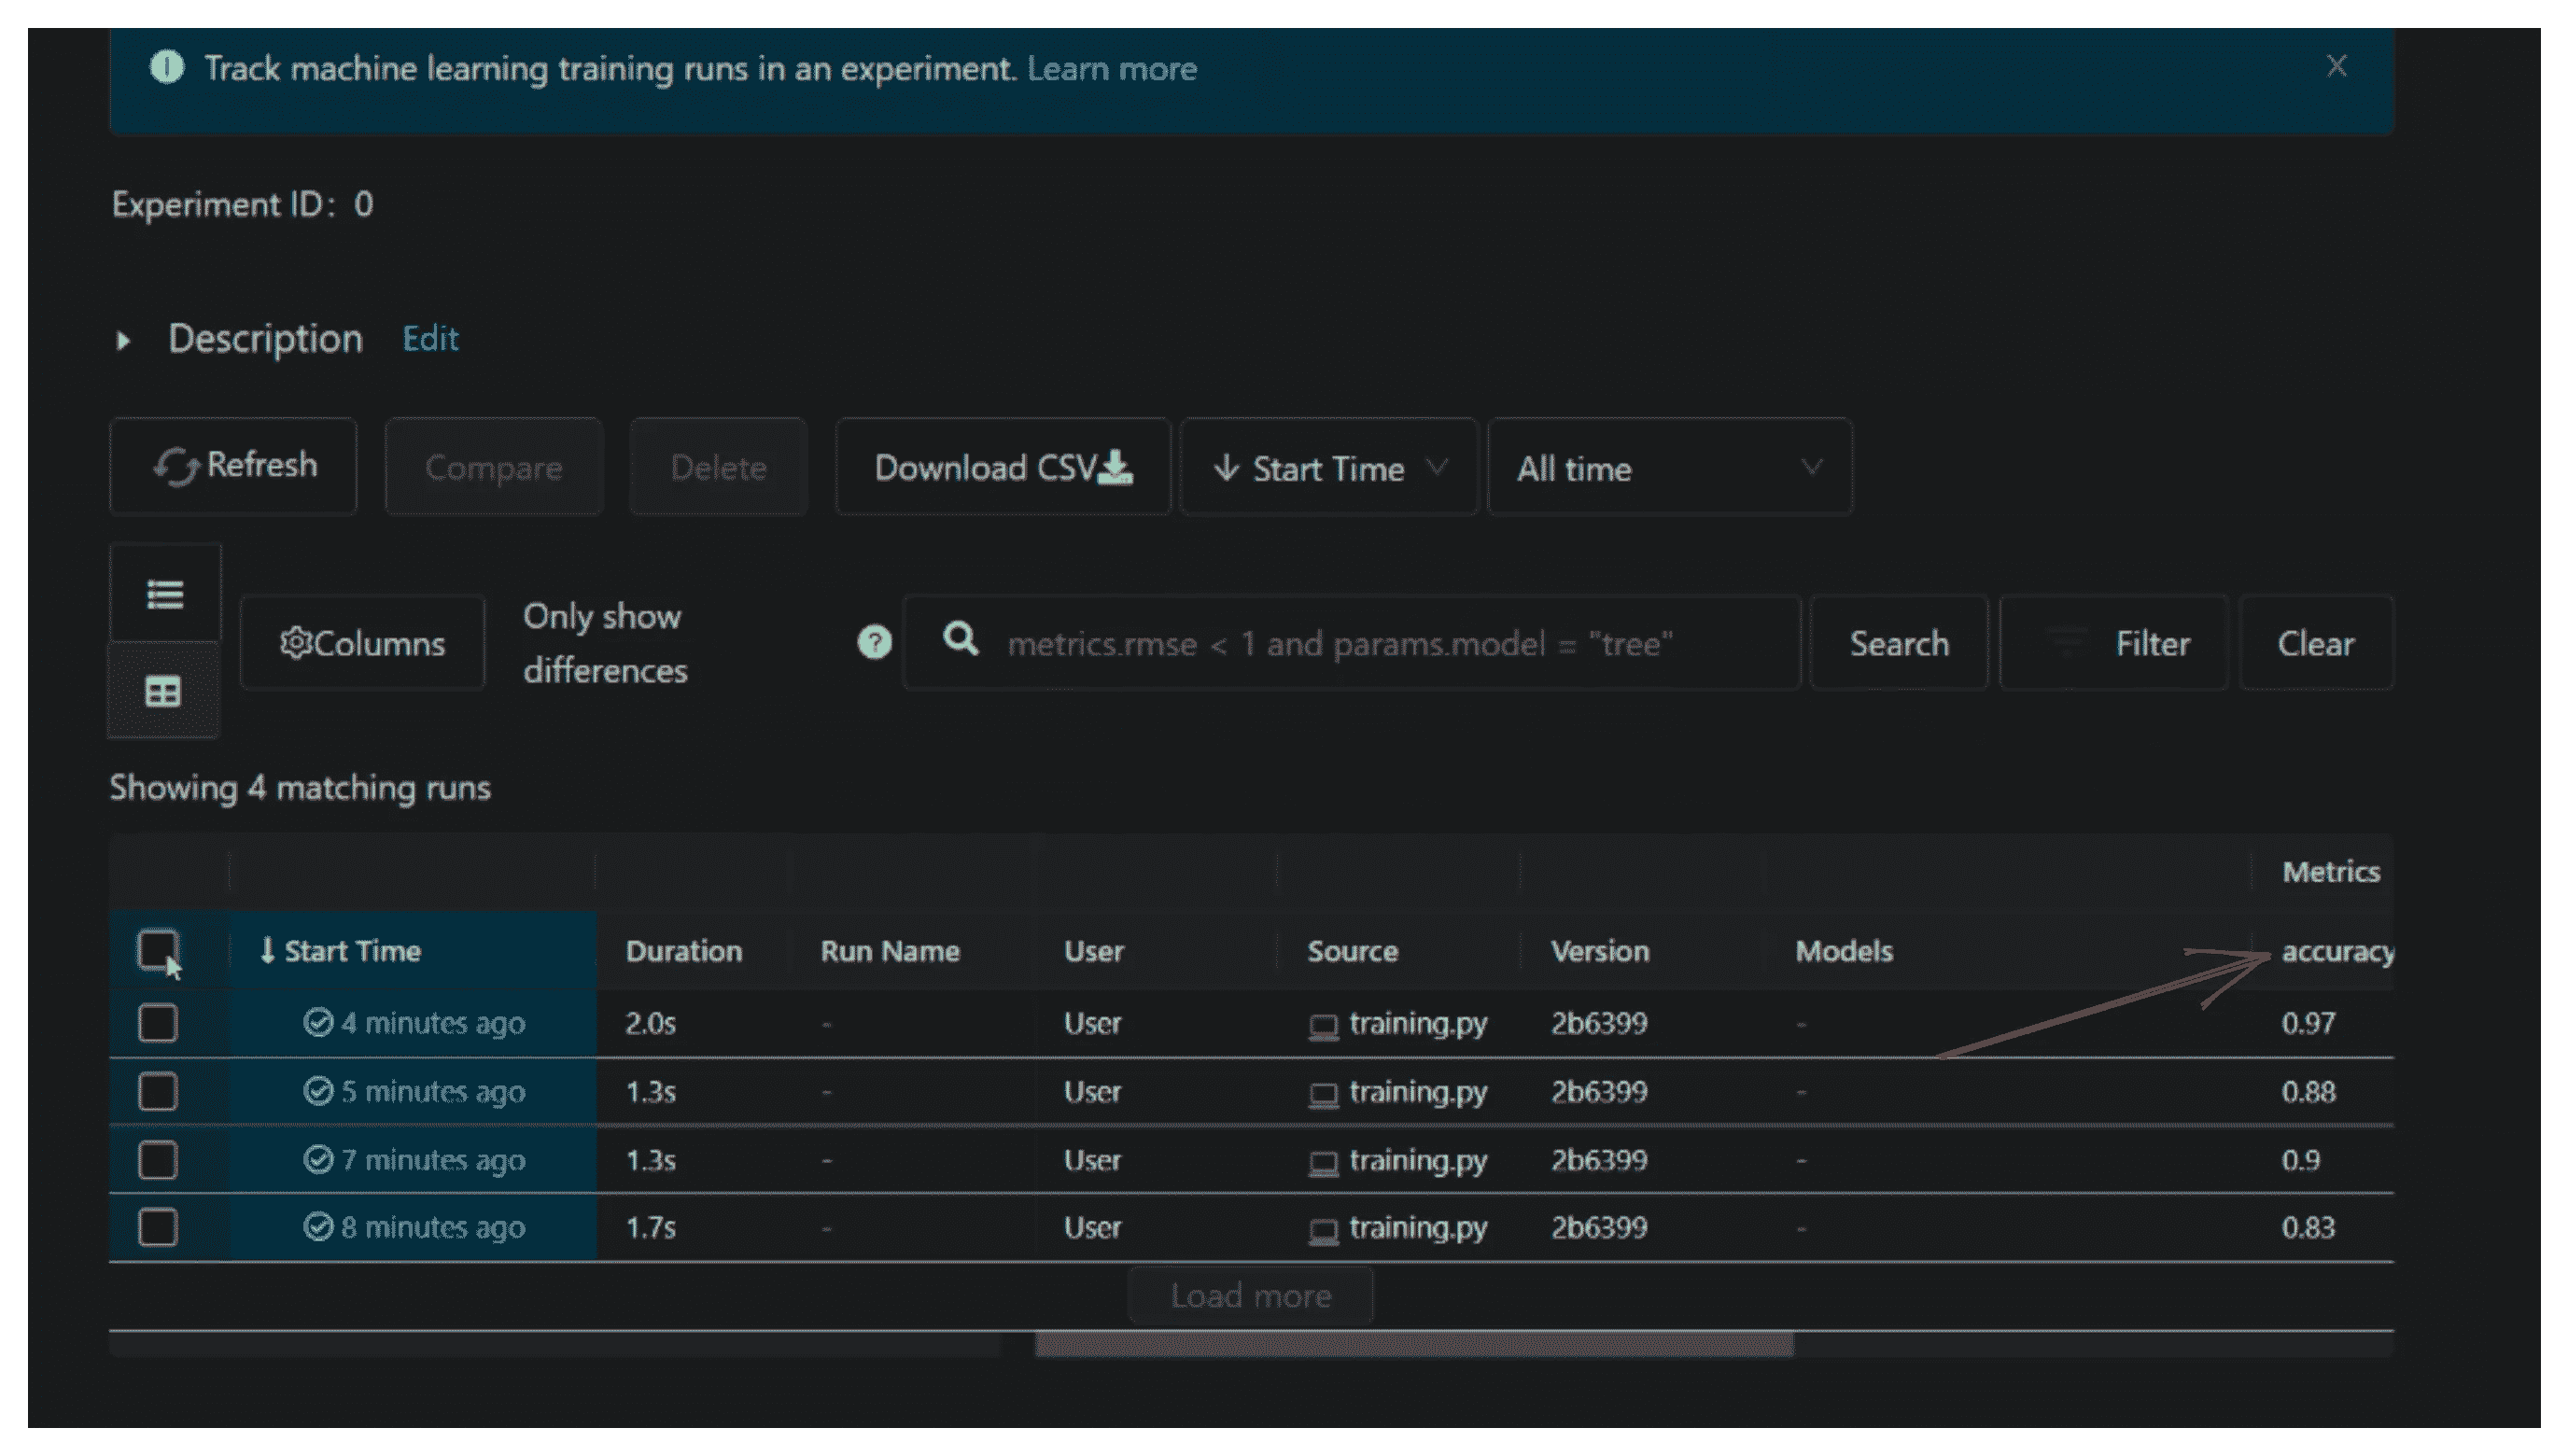 Track machine learning training runs in an experiment. Learn more
Experiment ID: 0
Description Edit
Refresh Compare Delete Download CSV Start Time All time
Columns
Only show
differences
metrics.rmse < 1 and params.model = "tree" Search Filter Clear
Showing 4 matching runs
Metrics
Start Time Duration Run Name User Source Version Models accuracy
4 minutes ago 2.0s - User training.py 2b6399 - 0.97
5 minutes ago 1.3s - User training.py 2b6399 - 0.88
7 minutes ago 1.3s - User training.py 2b6399 - 0.9
8 minutes ago 1.7s - User training.py 2b6399 - 0.83
Load more